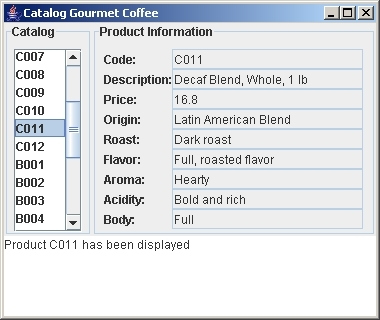 Catalog Gourmet Coffee
Catalog
C007
C008
C009
C010
C011
C012
B001
B002
B003
B004
Product Information
Code: C011
Description: Decaf Blend, Whole, 1 lb
Price: 16.8
Origin: Latin American Blend
Roast: Dark roast
Flavor: Full, roasted flavor
Aroma: Hearty
Acidity: Bold and rich
Body: Full
Product C011 has been displayed